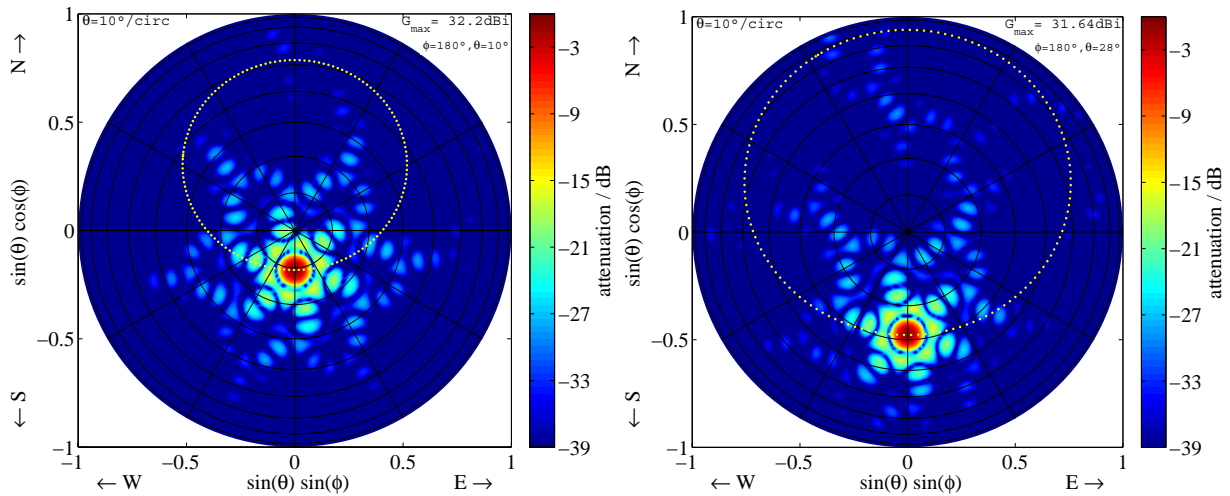 θ=10°/circ
G_max = 32.2dBi
ϕ=180°,θ=10°
N →
← S
sin(θ) cos(ϕ)
1
0.5
0
−0.5
−1
−1 −0.5 0 0.5 1
← W sin(θ) sin(ϕ) E →
−3
−9
−15
−21
−27
−33
−39
attenuation / dB
θ=10°/circ
G_max = 31.64dBi
ϕ=180°,θ=28°
N →
← S
sin(θ) cos(ϕ)
1
0.5
0
−0.5
−1
−1 −0.5 0 0.5 1
← W sin(θ) sin(ϕ) E →
−3
−9
−15
−21
−27
−33
−39
attenuation / dB